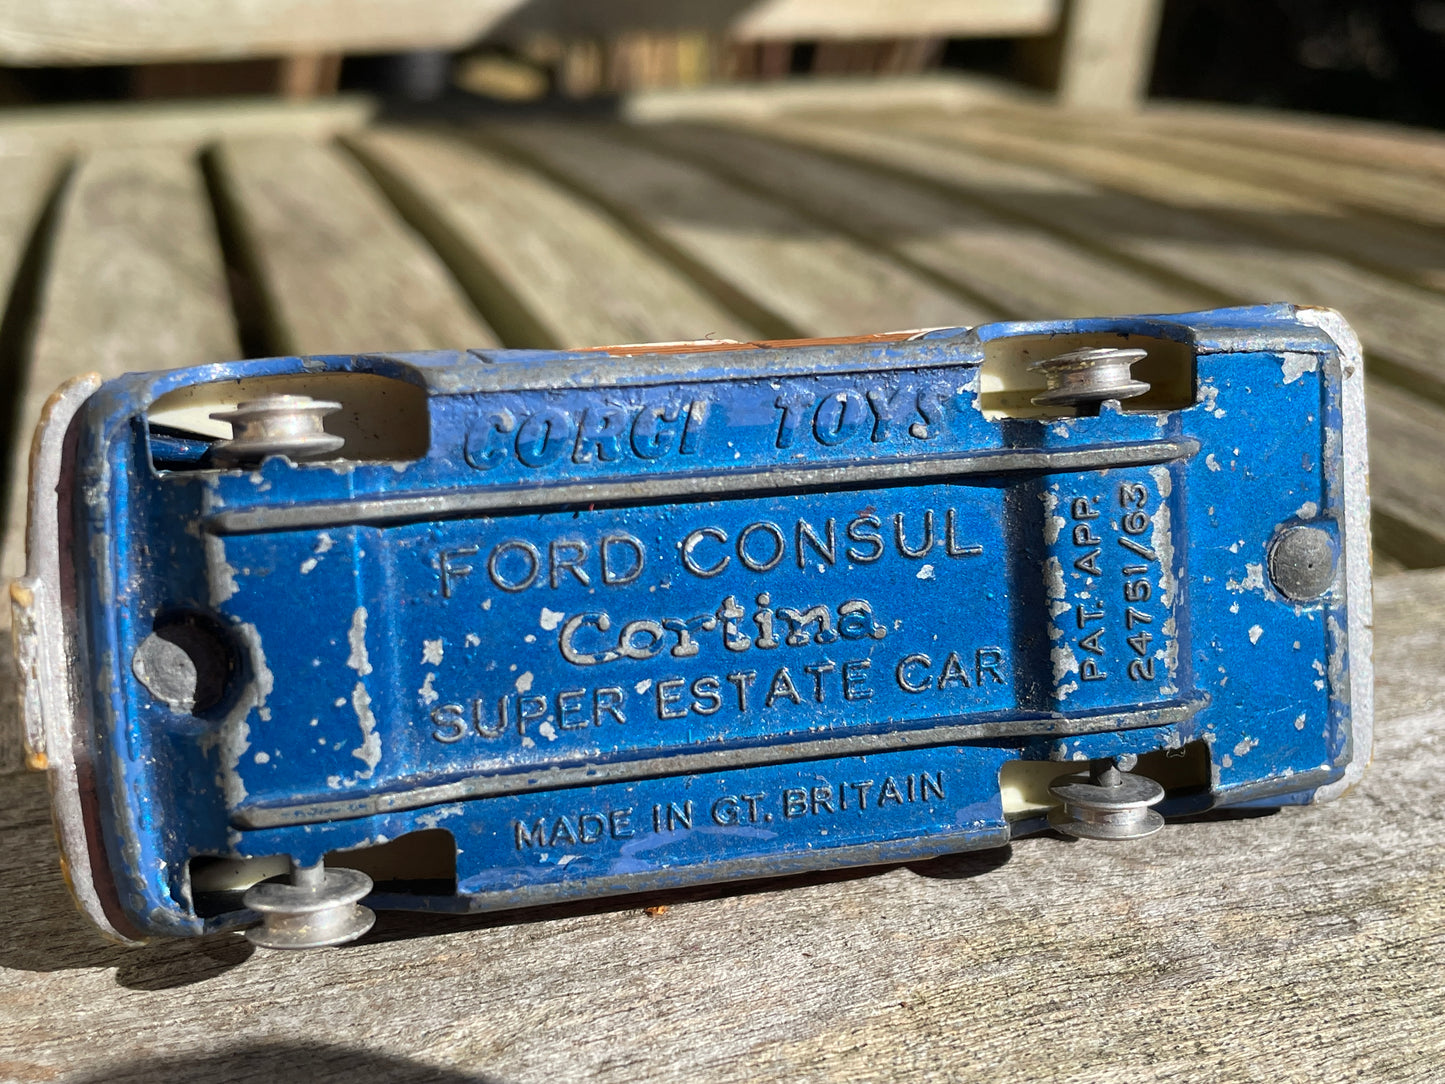 CORGI TOYS
FORD CONSUL
Cortina
SUPER ESTATE CAR
MADE IN GT. BRITAIN
PAT. APP.
24751/63